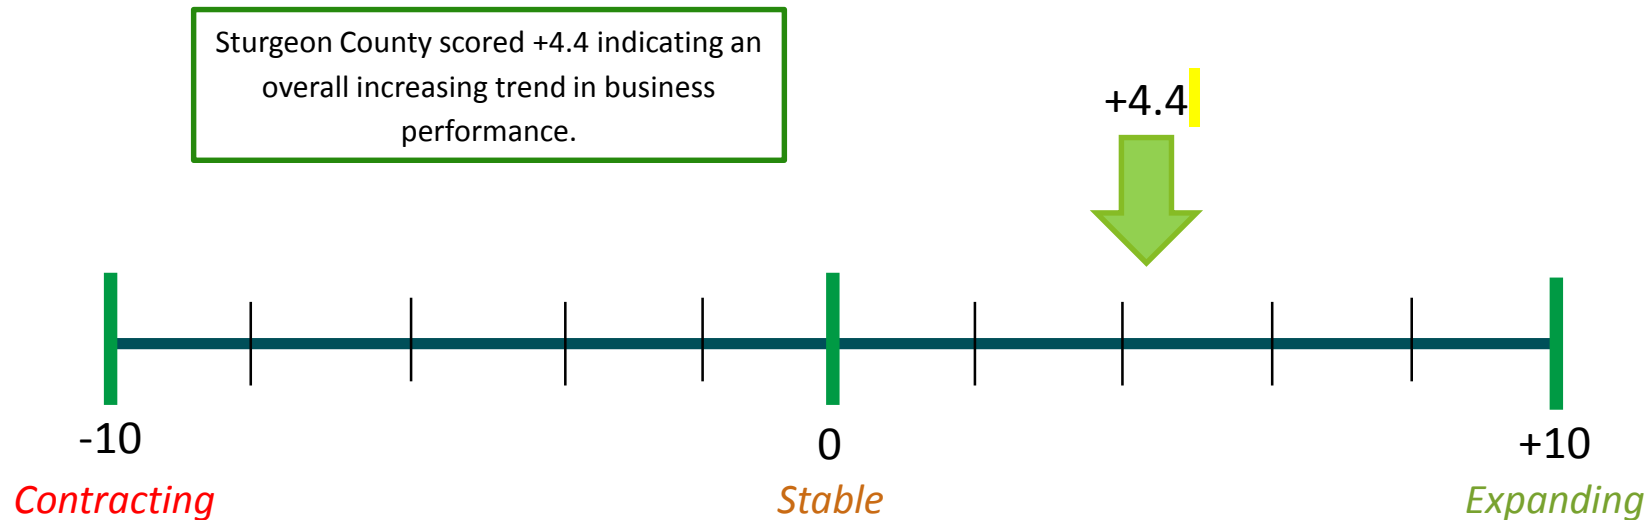 Sturgeon County scored +4.4 indicating an
overall increasing trend in business
performance.
+4.4
-10
0
+10
Contracting
Stable
Expanding